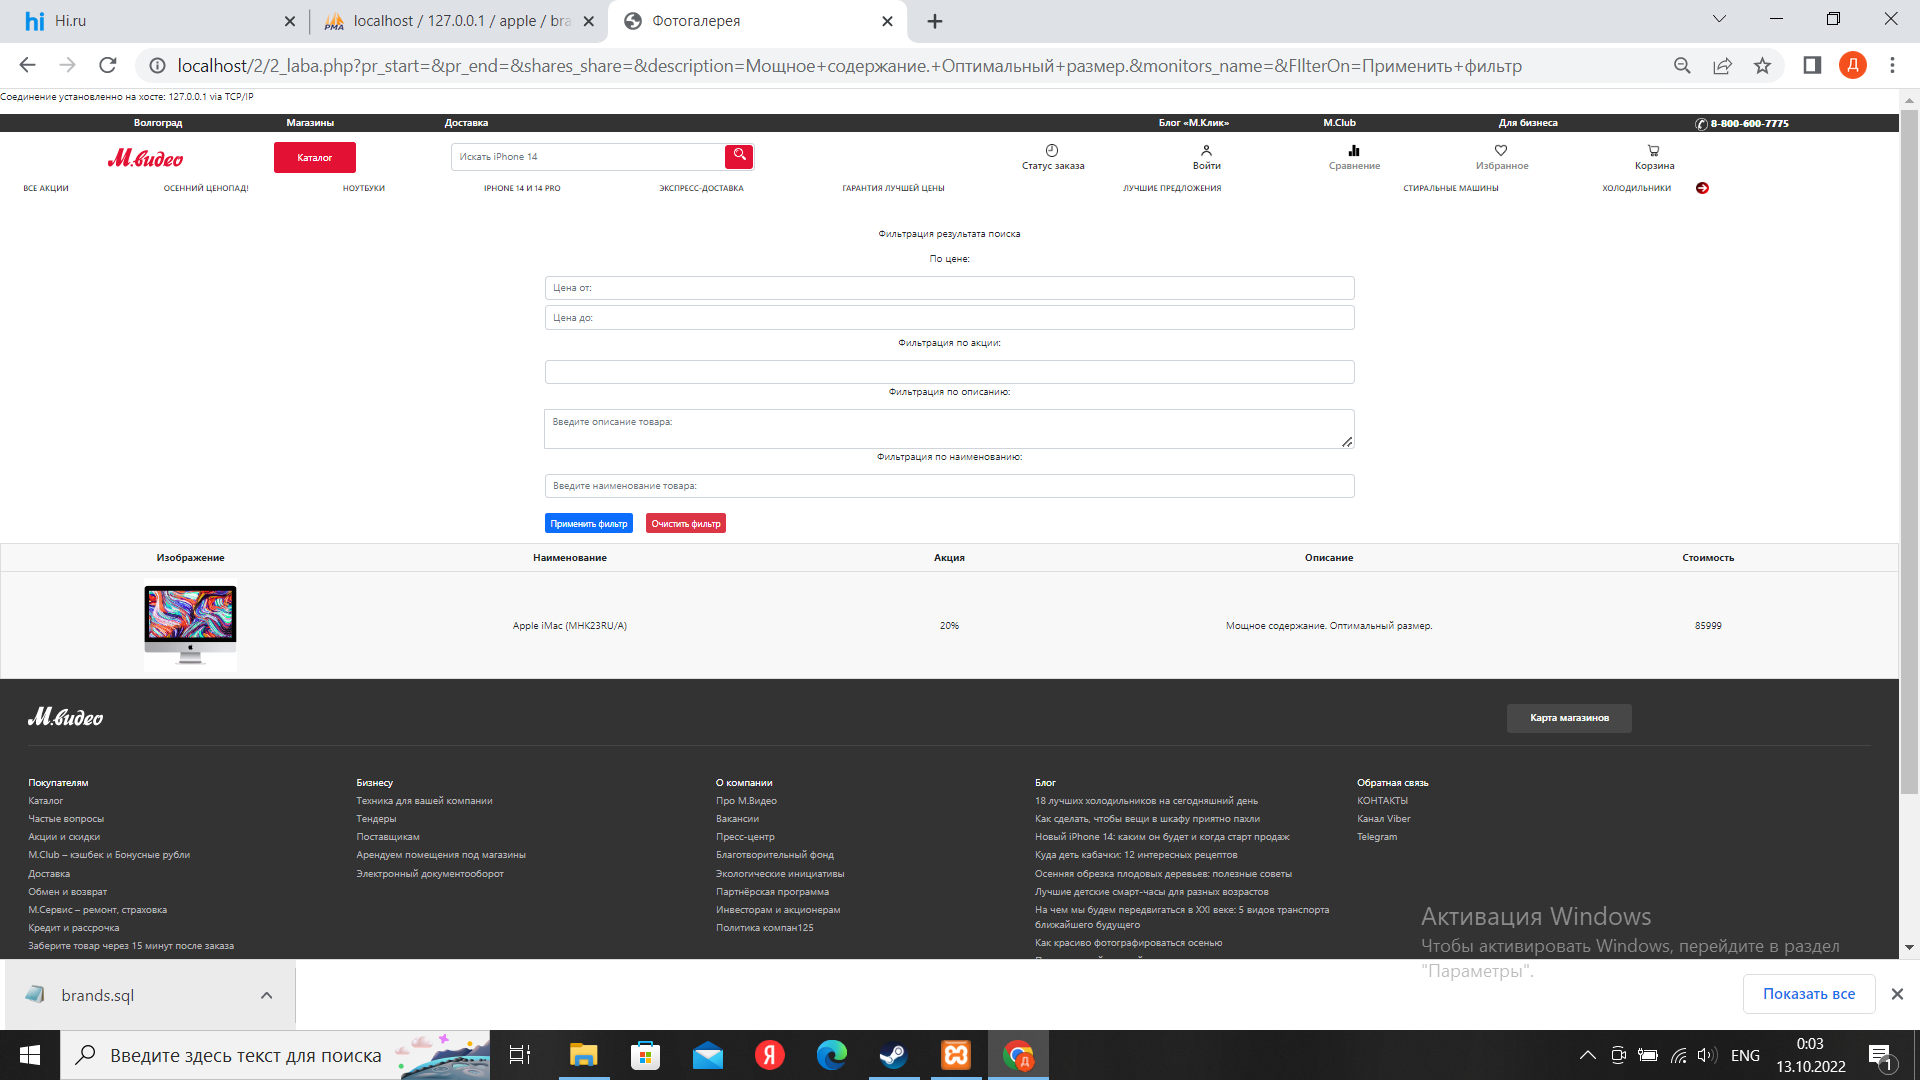 Hi.ru
localhost / 127.0.0.1 / apple / bra
Фотогалерея
localhost/2/2_laba.php?pr_start=&pr_end=&shares_share=&description=Мощное+содержание.+Оптимальный+размер.&monitors_name=&FIlterOn=Применить+фильтр
Д
Соединение установленно на хосте: 127.0.0.1 via TCP/IP
Волгоград Магазины Доставка Блог «М.Клик» M.Club Для бизнеса 8-800-600-7775
М.видео Каталог Искать iPhone 14 Статус заказа Войти Сравнение Избранное Корзина
ВСЕ АКЦИИ ОСЕННИЙ ЦЕНОПАД! НОУТБУКИ IPHONE 14 И 14 PRO ЭКСПРЕСС-ДОСТАВКА ГАРАНТИЯ ЛУЧШЕЙ ЦЕНЫ ЛУЧШИЕ ПРЕДЛОЖЕНИЯ СТИРАЛЬНЫЕ МАШИНЫ ХОЛОДИЛЬНИКИ
Фильтрация результата поиска
По цене:
Цена от:
Цена до:
Фильтрация по акции:
Фильтрация по описанию:
Введите описание товара:
Фильтрация по наименованию:
Введите наименование товара:
Применить фильтр Очистить фильтр
Изображение Наименование Акция Описание Стоимость
Apple iMac (MHK23RU/A) 20% Мощное содержание. Оптимальный размер. 85999
М.видео Карта магазинов
Покупателям
Каталог
Частые вопросы
Акции и скидки
M.Club – кэшбек и Бонусные рубли
Доставка
Обмен и возврат
М.Сервис – ремонт, страховка
Кредит и рассрочка
Заберите товар через 15 минут после заказа
Бизнесу
Техника для вашей компании
Тендеры
Поставщикам
Арендуем помещения под магазины
Электронный документооборот
О компании
Про М.Видео
Вакансии
Пресс-центр
Благотворительный фонд
Экологические инициативы
Партнёрская программа
Инвесторам и акционерам
Политика компан125
Блог
18 лучших холодильников на сегодняшний день
Как сделать, чтобы вещи в шкафу приятно пахли
Новый iPhone 14: каким он будет и когда старт продаж
Куда деть кабачки: 12 интересных рецептов
Осенняя обрезка плодовых деревьев: полезные советы
Лучшие детские смарт-часы для разных возрастов
На чем мы будем передвигаться в XXI веке: 5 видов транспорта
ближайшего будущего
Как красиво фотографироваться осенью
Обратная связь
КОНТАКТЫ
Канал Viber
Telegram
Активация Windows
Чтобы активировать Windows, перейдите в раздел
"Параметры".
brands.sql
Показать все
Введите здесь текст для поиска
ENG
0:03
13.10.2022
1